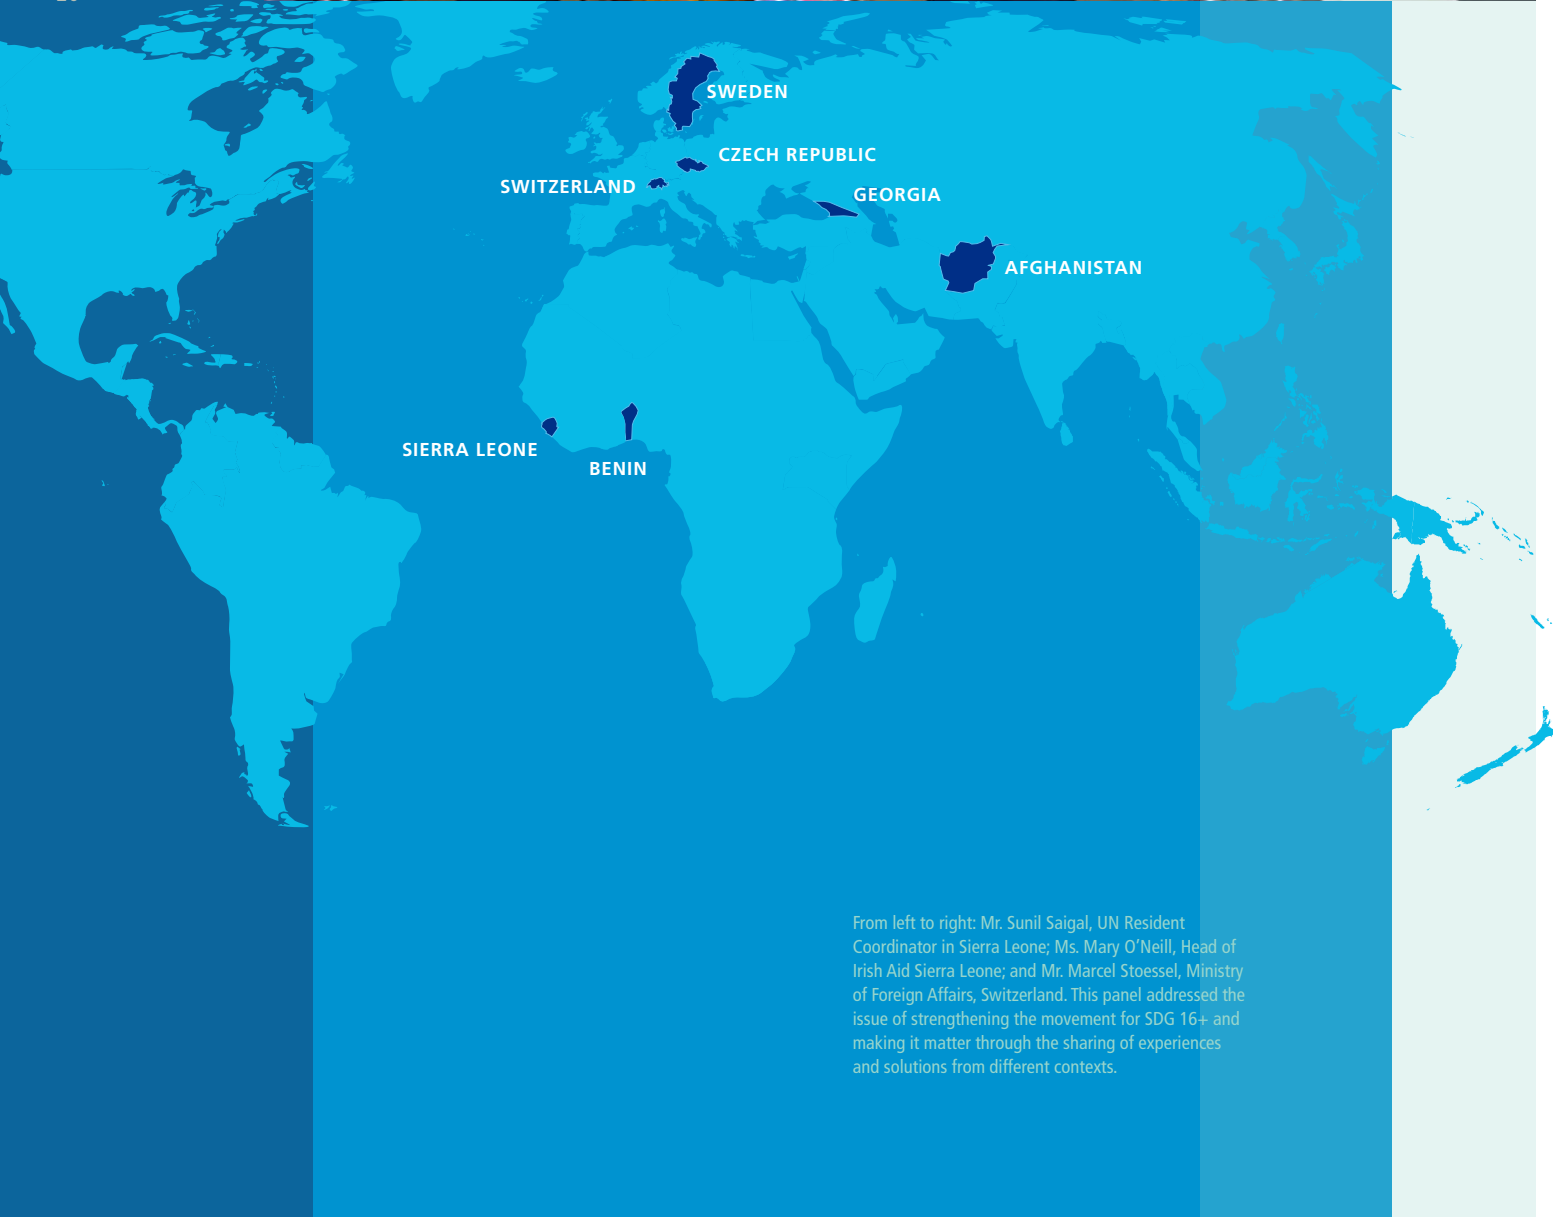 SWEDEN
CZECH REPUBLIC
SWITZERLAND
GEORGIA
AFGHANISTAN
SIERRA LEONE
BENIN
From left to right: Mr. Sunil Saigal, UN Resident
Coordinator in Sierra Leone; Ms. Mary O’Neill, Head of
Irish Aid Sierra Leone; and Mr. Marcel Stoessel, Ministry
of Foreign Affairs, Switzerland. This panel addressed the
issue of strengthening the movement for SDG 16+ and
making it matter through the sharing of experiences
and solutions from different contexts.